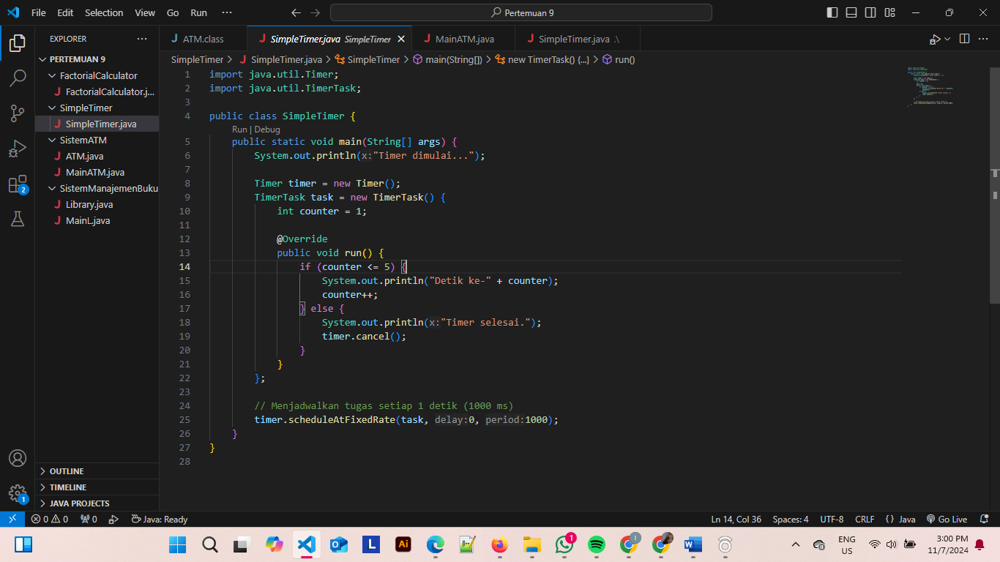 File Edit Selection View Go Run ···
Pertemuan 9
EXPLORER ···
PERTEMUAN 9
FactorialCalculator
FactorialCalculator.j...
SimpleTimer
SimpleTimer.java
SistemATM
ATM.java
MainATM.java
SistemManajemenBuku
Library.java
MainL.java
OUTLINE
TIMELINE
JAVA PROJECTS
2
1
ATM.class SimpleTimer.java SimpleTimer MainATM.java SimpleTimer.java .\
SimpleTimer > SimpleTimer.java > SimpleTimer > main(String[]) > new TimerTask() {...} > run()
1 import java.util.Timer;
2 import java.util.TimerTask;
3
4 public class SimpleTimer {
Run | Debug
5 public static void main(String[] args) {
6 System.out.println(x:"Timer dimulai...");
7
8 Timer timer = new Timer();
9 TimerTask task = new TimerTask() {
10 int counter = 1;
11
12 @Override
13 public void run() {
14 if (counter <= 5) {
15 System.out.println("Detik ke-" + counter);
16 counter++;
17 } else {
18 System.out.println(x:"Timer selesai.");
19 timer.cancel();
20 }
21 }
22 };
23
24 // Menjadwalkan tugas setiap 1 detik (1000 ms)
25 timer.scheduleAtFixedRate(task, delay:0, period:1000);
26 }
27 }
28
0 0 0 Java: Ready Ln 14, Col 36 Spaces: 4 UTF-8 CRLF {} Java Go Live
L Ai 1 W
ENG
US
3:00 PM
11/7/2024